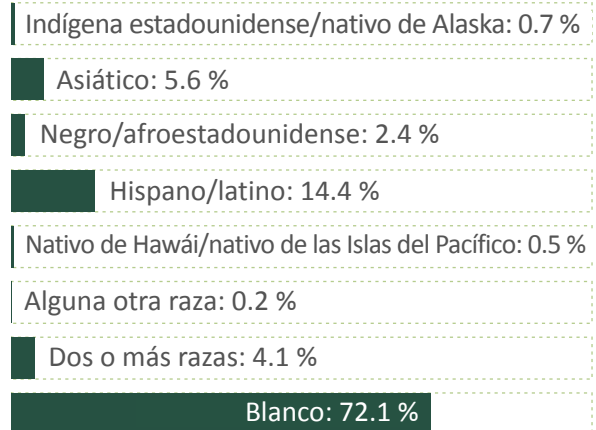 Indígena estadounidense/nativo de Alaska: 0.7 %
Asiático: 5.6 %
Negro/afroestadounidense: 2.4 %
Hispano/latino: 14.4 %
Nativo de Hawái/nativo de las Islas del Pacífico: 0.5 %
Alguna otra raza: 0.2 %
Dos o más razas: 4.1 %
Blanco: 72.1 %